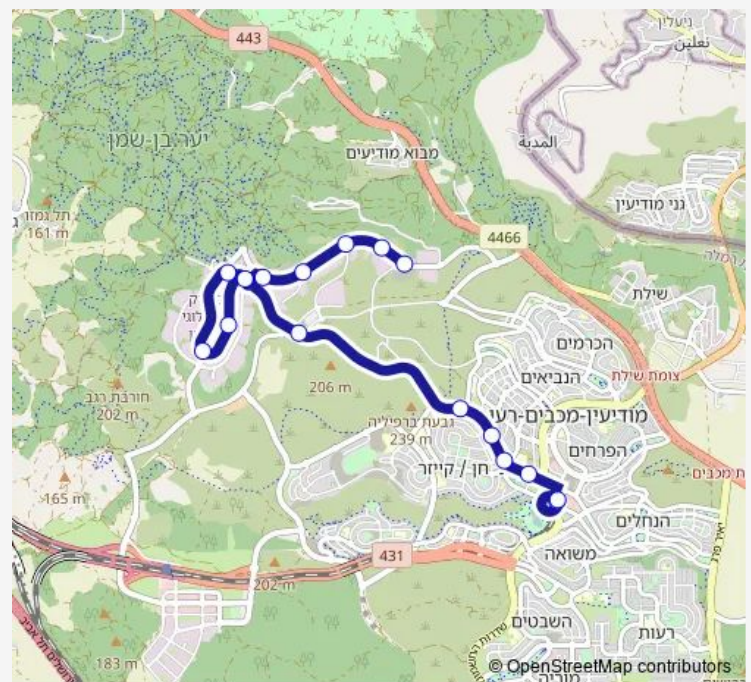 443
ניעלין
نعلين
יער בן-שמן
מבוא מודיעים
المدية
גני מודיעין
תל גמזו
161 m
4466
שילת
הכרמים
הנביאים
צומת שילת
206 m
חורבת רגב
202 m
גבעת ברפיליה
239 m
מודיעין-מכבים-רעות
הפרחים
חן / קייזר
165 m
הנחלים
משואה
431
202 m
השבטים
רעות
183 m
מוריה
© OpenStreetMap contributors